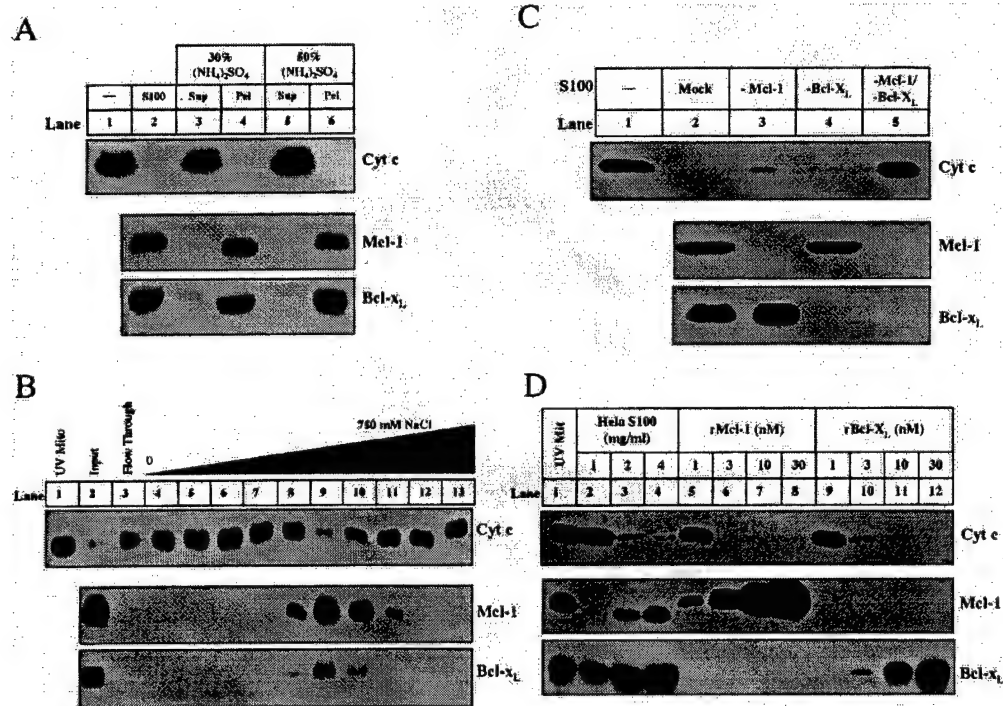 A
30% (NH4)2SO4
60% (NH4)2SO4
— S100 Sup Pel Sup Pel
Lane 1 2 3 4 5 6
Cyt c
Mcl-1
Bcl-xL
B
UV Mito
Input
Flow Through
0
750 mM NaCl
Lane 1 2 3 4 5 6 7 8 9 10 11 12 13
Cyt c
Mcl-1
Bcl-xL
C
S100 — Mock -Mcl-1 -Bcl-XL -Mcl-1/-Bcl-XL
Lane 1 2 3 4 5
Cyt c
Mcl-1
Bcl-xL
D
UV Mit
Hela S100 (mg/ml)
rMcl-1 (nM)
rBcl-XL (nM)
1 2 4 1 3 10 30 1 3 10 30
Lane 1 2 3 4 5 6 7 8 9 10 11 12
Cyt c
Mcl-1
Bcl-xL